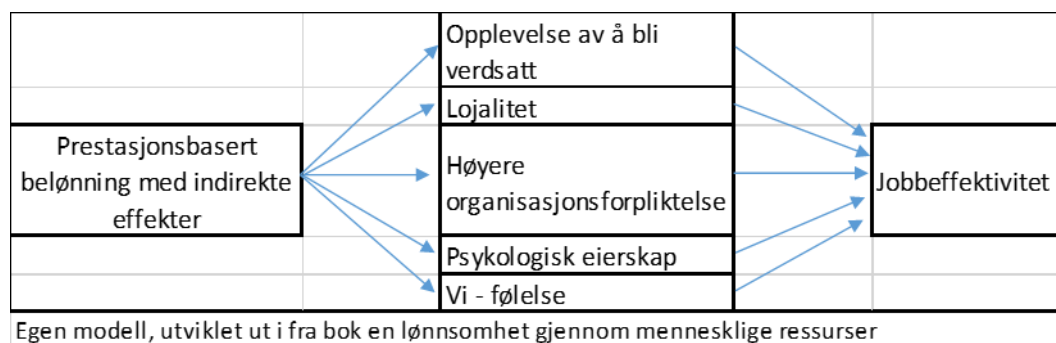 Opplevelse av å bli
verdsatt
Lojalitet
Prestasjonsbasert
belønning med indirekte
effekter
Høyere
organisasjonsforpliktelse
Jobbeffektivitet
Psykologisk eierskap
Vi - følelse
Egen modell, utviklet ut i fra bok en lønnsomhet gjennom mennesklige ressurser